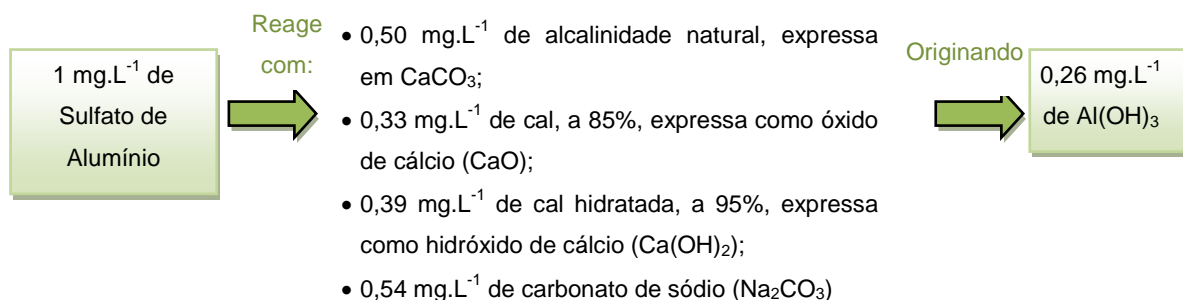 1 mg.L⁻¹ de
Sulfato de
Alumínio
Reage
com:
• 0,50 mg.L⁻¹ de alcalinidade natural, expressa
em CaCO₃;
• 0,33 mg.L⁻¹ de cal, a 85%, expressa como óxido
de cálcio (CaO);
• 0,39 mg.L⁻¹ de cal hidratada, a 95%, expressa
como hidróxido de cálcio (Ca(OH)₂);
• 0,54 mg.L⁻¹ de carbonato de sódio (Na₂CO₃)
Originando
0,26 mg.L⁻¹
de Al(OH)₃